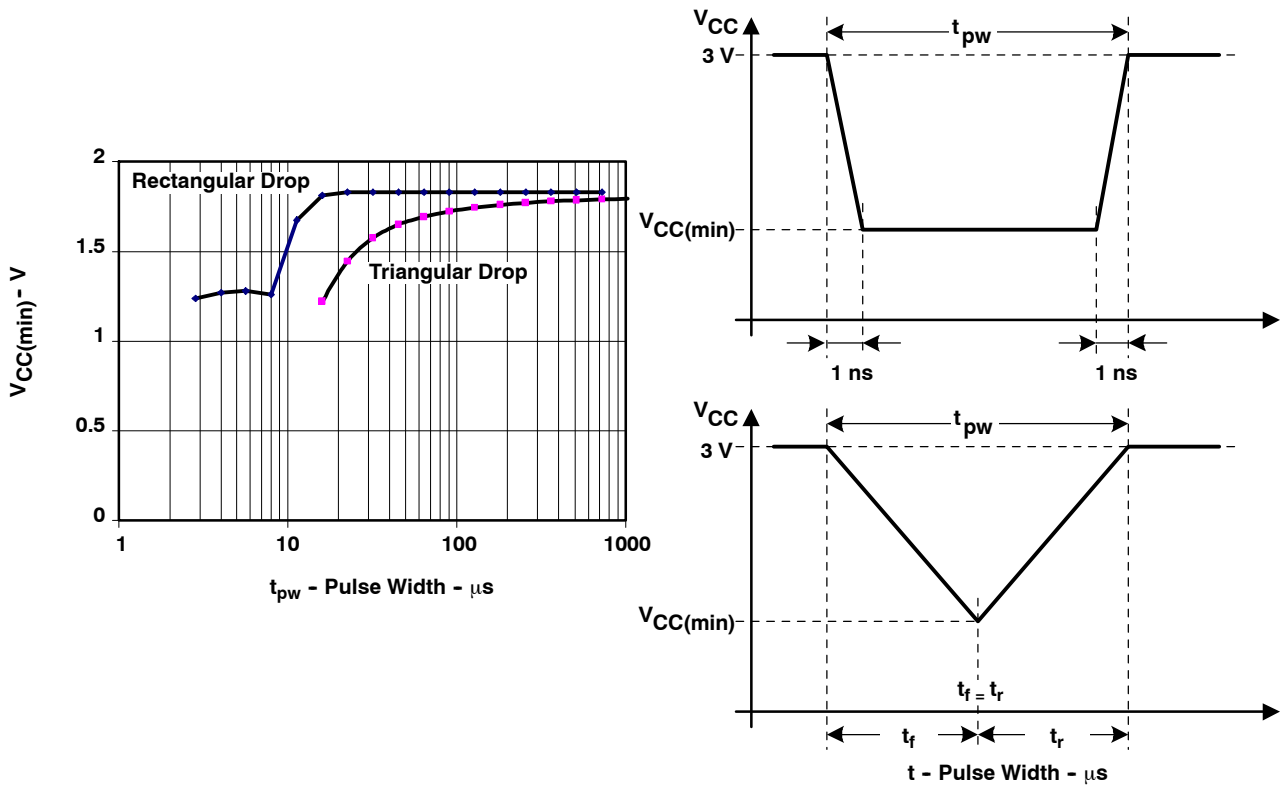 2
1.5
1
0.5
0
VCC(min) - V
Rectangular Drop
Triangular Drop
1
10
100
1000
tpw - Pulse Width - μs
VCC
3 V
tpw
VCC(min)
1 ns
1 ns
VCC
3 V
tpw
VCC(min)
tf = tr
tf
tr
t - Pulse Width - μs